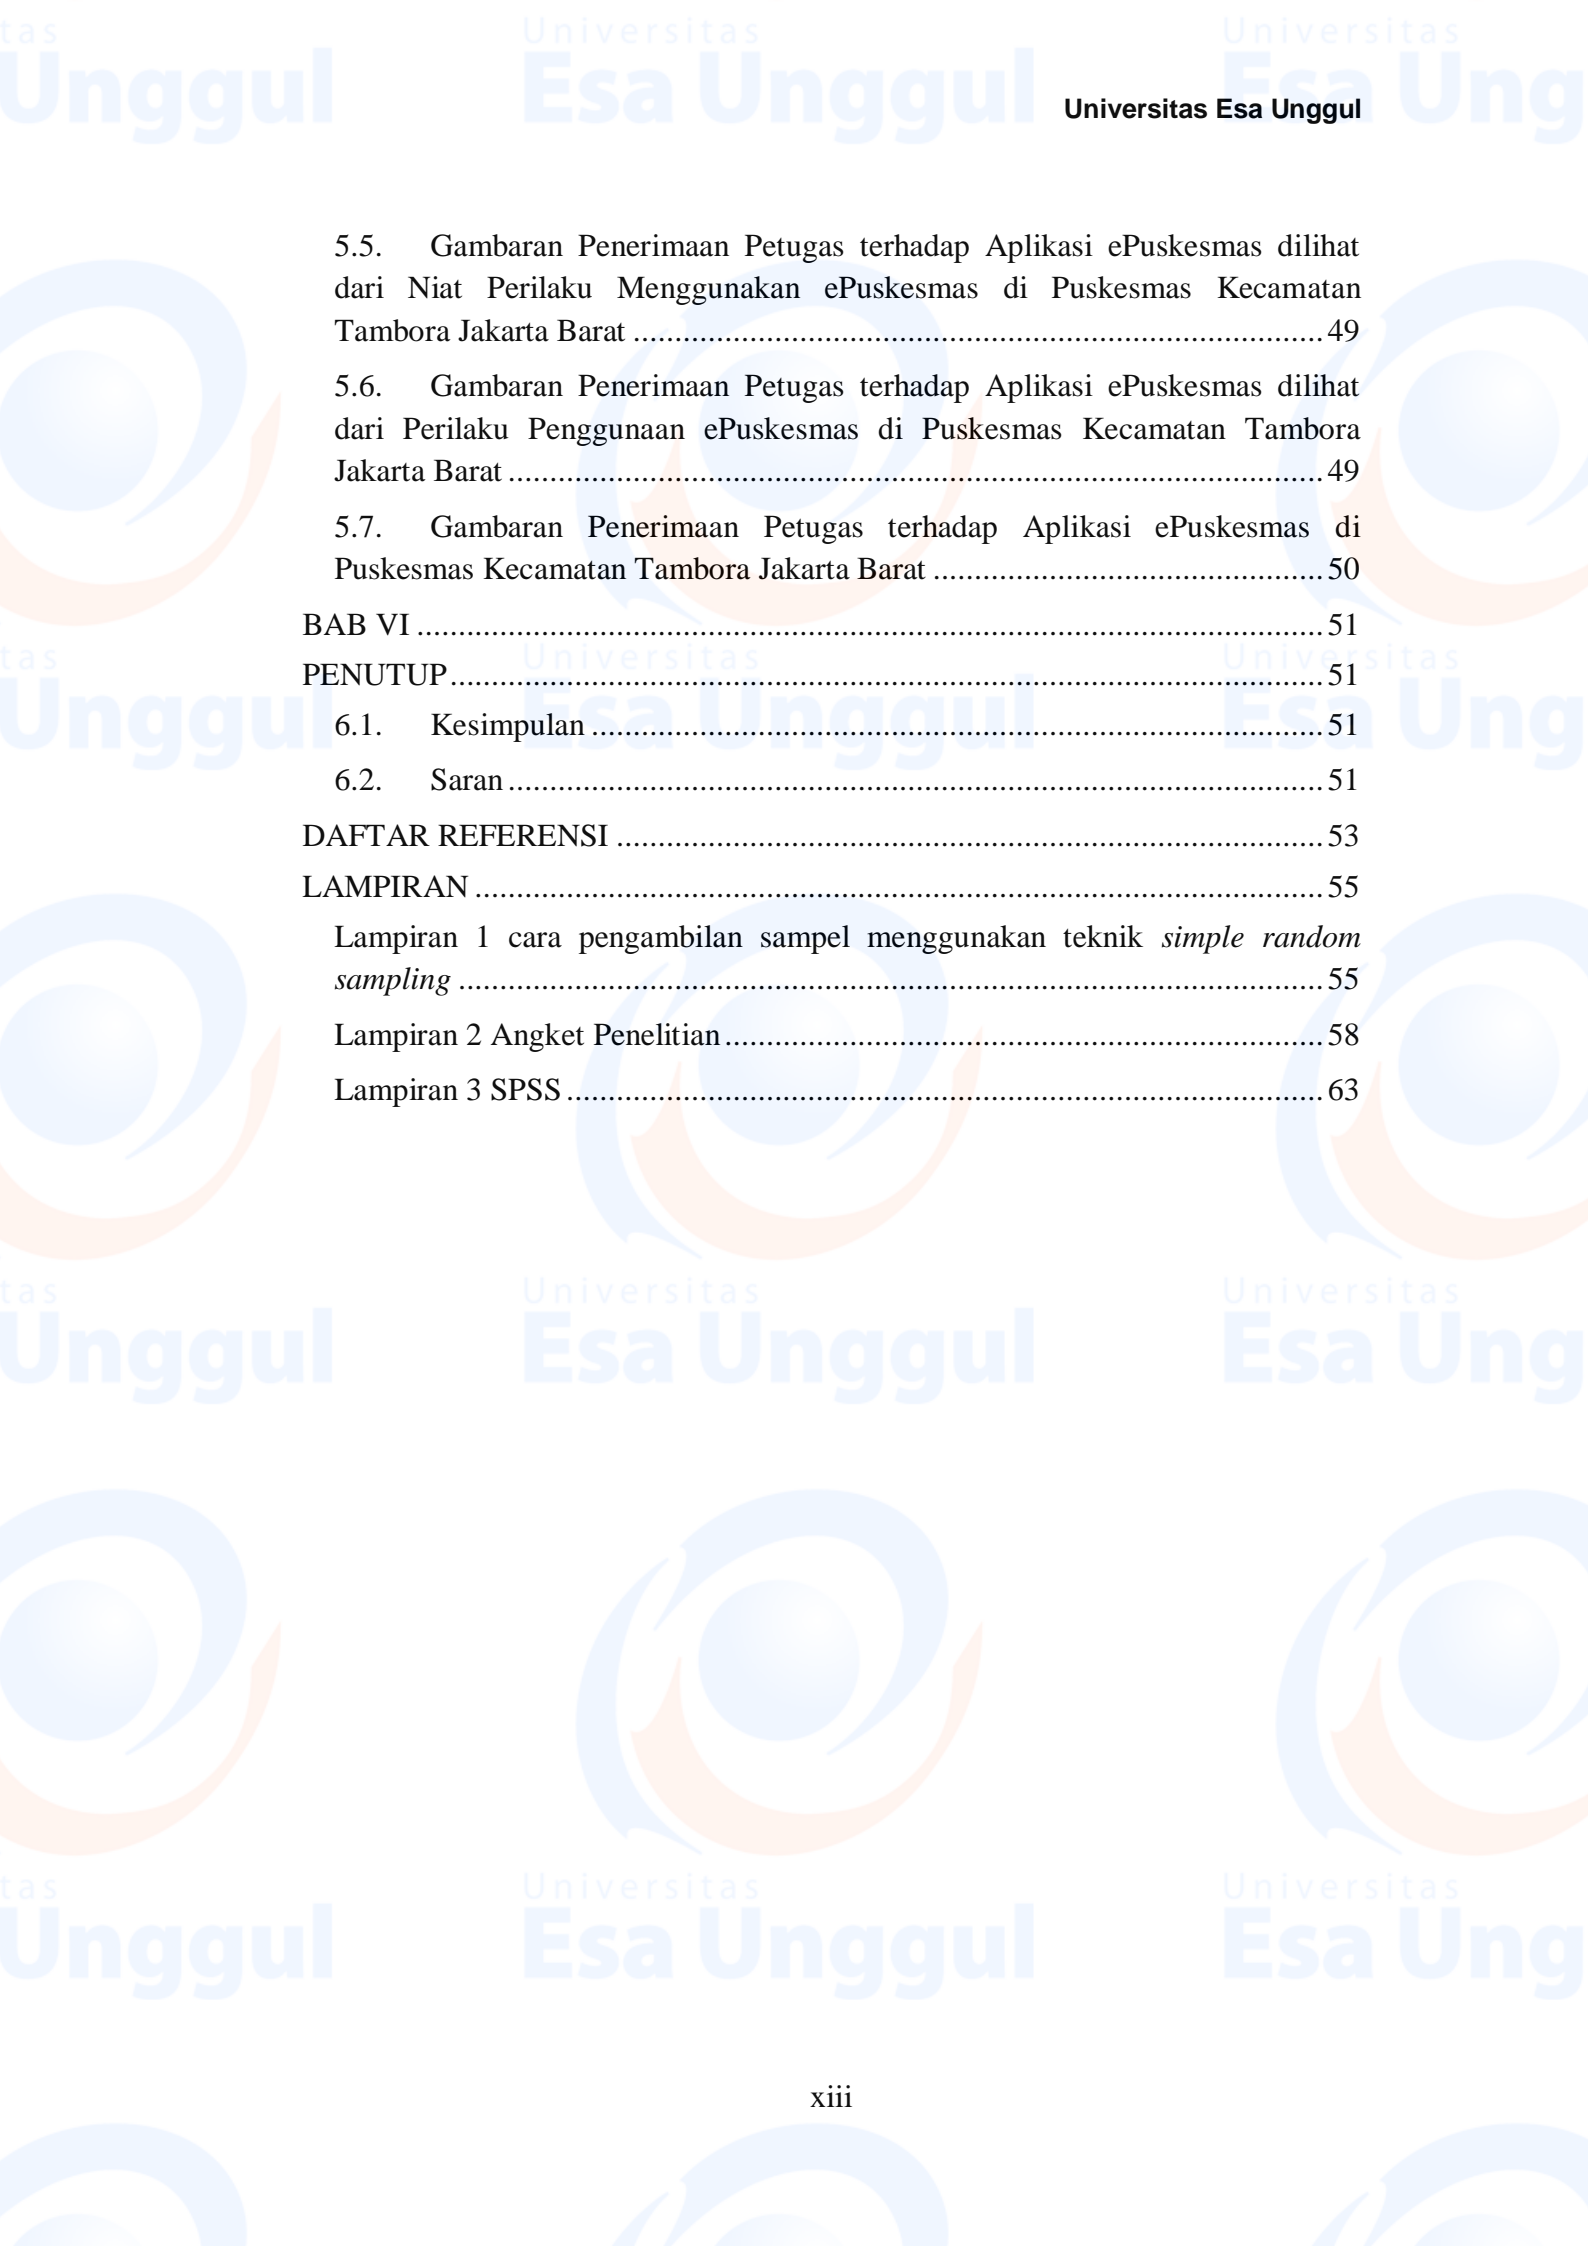 Universitas Esa Unggul
5.5. Gambaran Penerimaan Petugas terhadap Aplikasi ePuskesmas dilihat
dari Niat Perilaku Menggunakan ePuskesmas di Puskesmas Kecamatan
Tambora Jakarta Barat ........................................................................ 49
5.6. Gambaran Penerimaan Petugas terhadap Aplikasi ePuskesmas dilihat
dari Perilaku Penggunaan ePuskesmas di Puskesmas Kecamatan Tambora
Jakarta Barat ........................................................................ 49
5.7. Gambaran Penerimaan Petugas terhadap Aplikasi ePuskesmas di
Puskesmas Kecamatan Tambora Jakarta Barat ........................................ 50
BAB VI ........................................................................ 51
PENUTUP ........................................................................ 51
6.1. Kesimpulan ........................................................................ 51
6.2. Saran ........................................................................ 51
DAFTAR REFERENSI ........................................................................ 53
LAMPIRAN ........................................................................ 55
Lampiran 1 cara pengambilan sampel menggunakan teknik simple random
sampling ........................................................................ 55
Lampiran 2 Angket Penelitian ........................................................................ 58
Lampiran 3 SPSS ........................................................................ 63
xiii